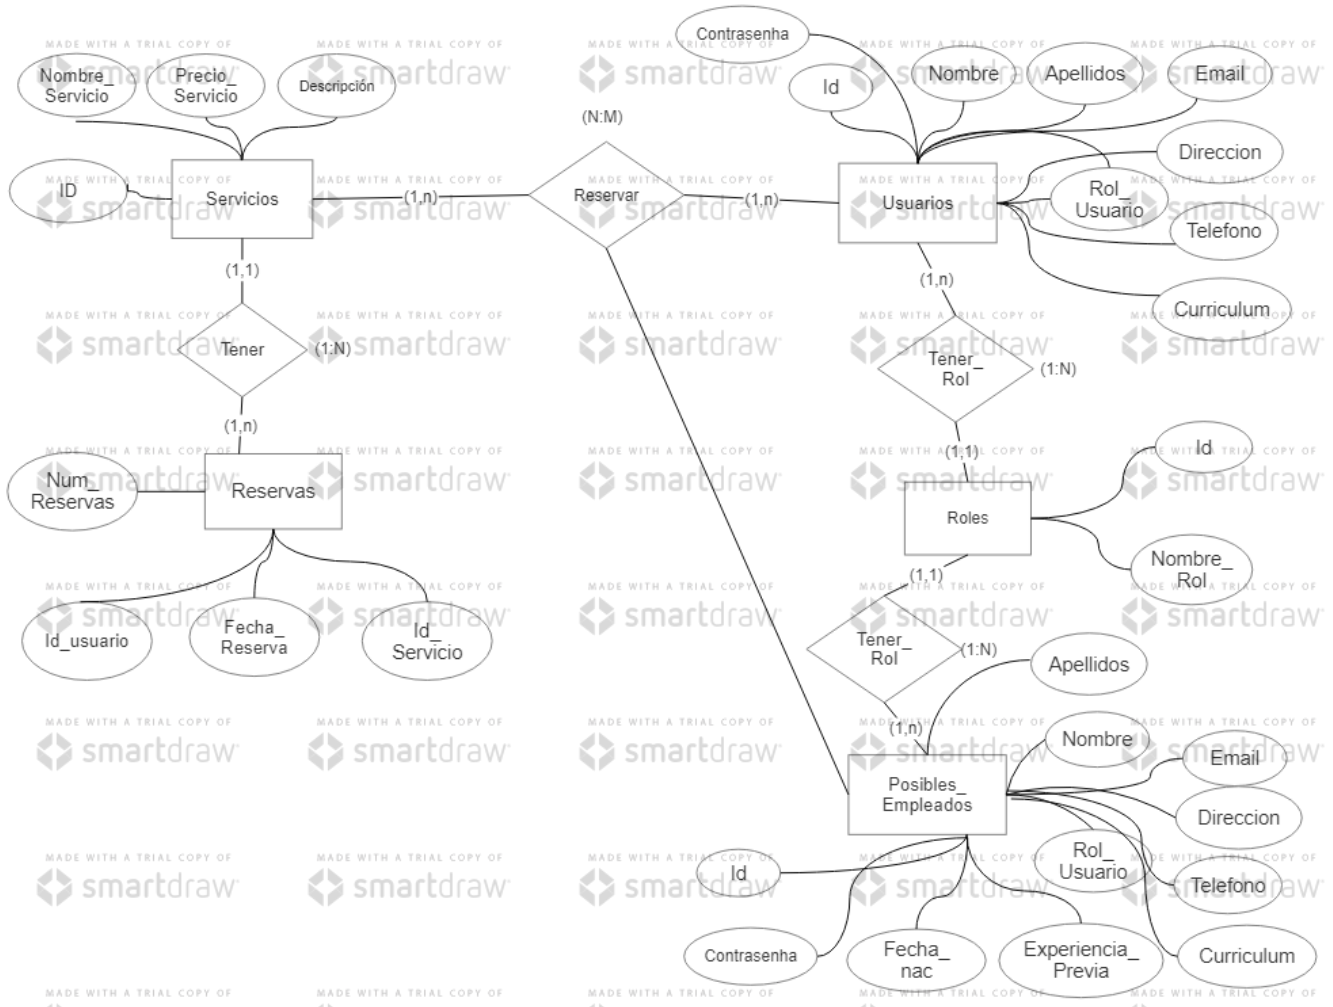 Contrasenha
Id
Nombre
Apellidos
Email
Direccion
Rol_
Usuario
Telefono
Curriculum
Usuarios
Nombre_
Servicio
Precio_
Servicio
Descripción
ID
Servicios
(1,n)
(N:M)
Reservar
(1,n)
(1,1)
Tener
(1:N)
(1,n)
Num_
Reservas
Reservas
Id_usuario
Fecha_
Reserva
Id_
Servicio
(1,n)
Tener_
Rol
(1:N)
(1,1)
Roles
Id
Nombre_
Rol
(1,1)
Tener_
Rol
(1:N)
(1,n)
Apellidos
Nombre
Email
Direccion
Posibles_
Empleados
Rol_
Usuario
Telefono
Curriculum
Id
Contrasenha
Fecha_
nac
Experiencia_
Previa
MADE WITH A TRIAL COPY OF
smartdraw